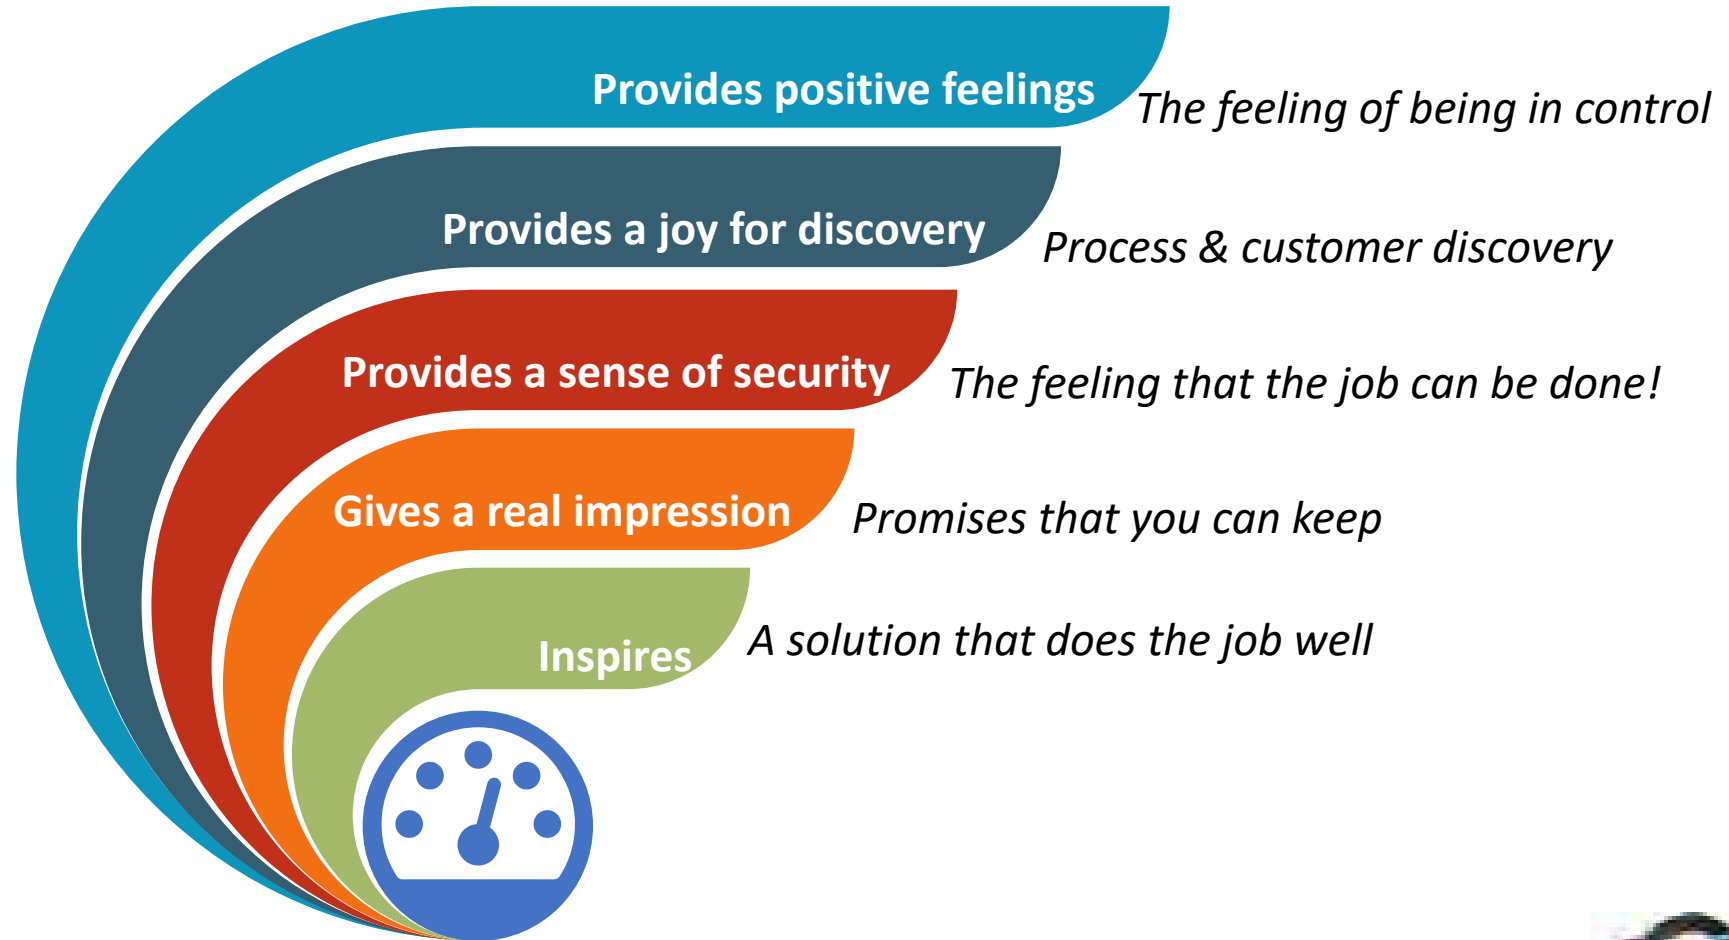 Provides positive feelings
The feeling of being in control
Provides a joy for discovery
Process & customer discovery
Provides a sense of security
The feeling that the job can be done!
Gives a real impression
Promises that you can keep
Inspires
A solution that does the job well